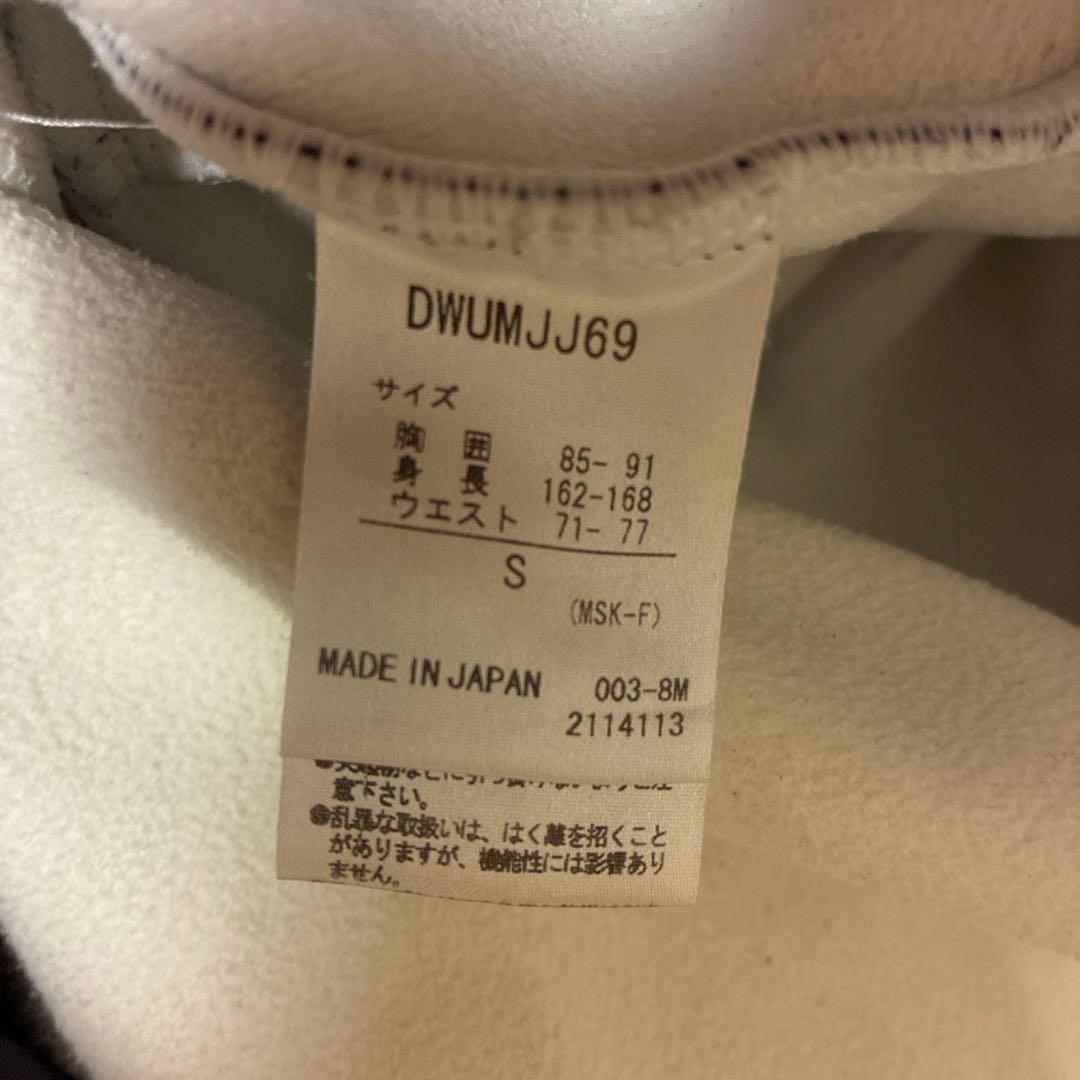 DWUMJJ69
サイズ
胸 囲 85- 91
身 長 162-168
ウエスト 71- 77
S
(MSK-F)
MADE IN JAPAN 003-8M
2114113
意下さい。
●乱暴な取扱いは、はく離を招くこと
がありますが、機能性には影響あり
ません。